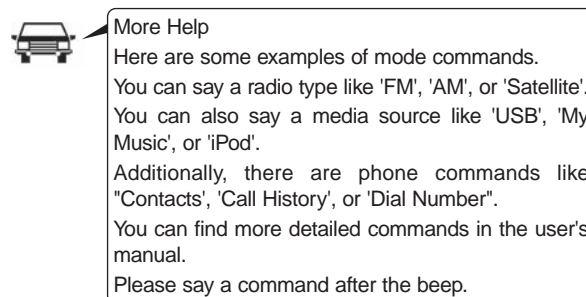 More Help
Here are some examples of mode commands.
You can say a radio type like 'FM', 'AM', or 'Satellite'.
You can also say a media source like 'USB', 'My
Music', or 'iPod'.
Additionally, there are phone commands like
"Contacts', 'Call History', or 'Dial Number".
You can find more detailed commands in the user's
manual.
Please say a command after the beep.